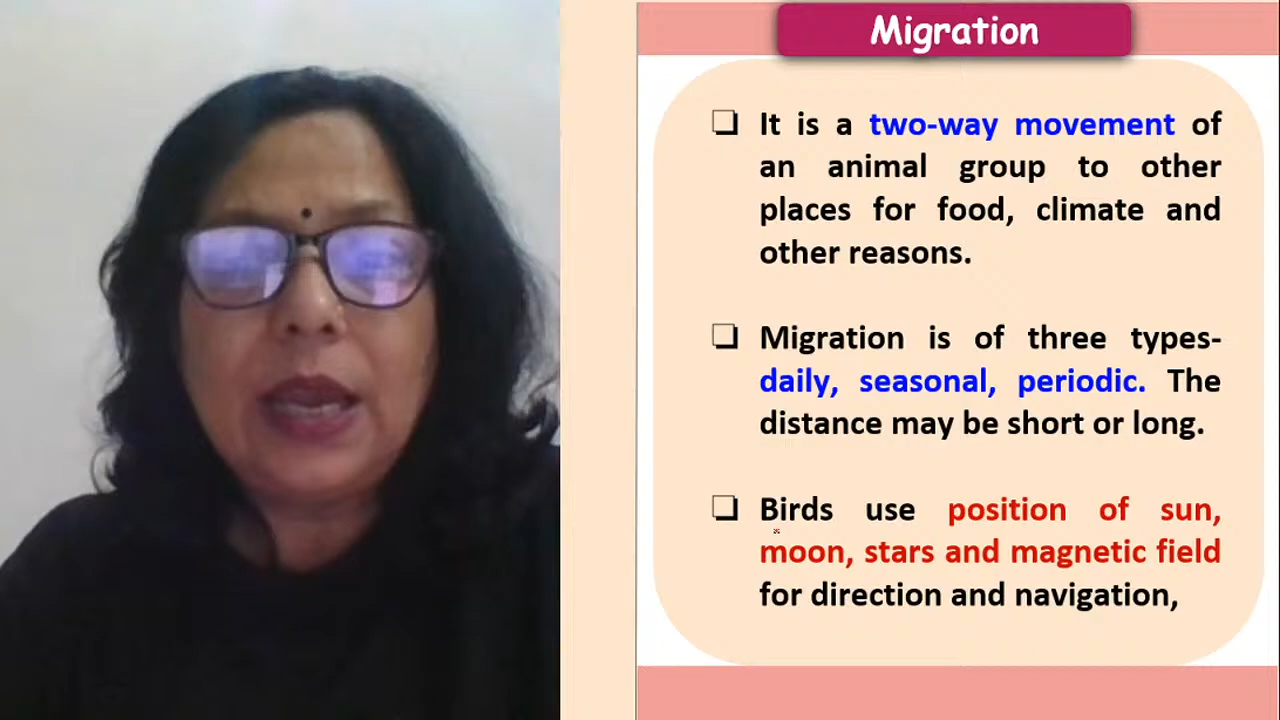 Migration
❑ It is a two-way movement of
an animal group to other
places for food, climate and
other reasons.
❑ Migration is of three types-
daily, seasonal, periodic. The
distance may be short or long.
❑ Birds use position of sun,
moon, stars and magnetic field
for direction and navigation,